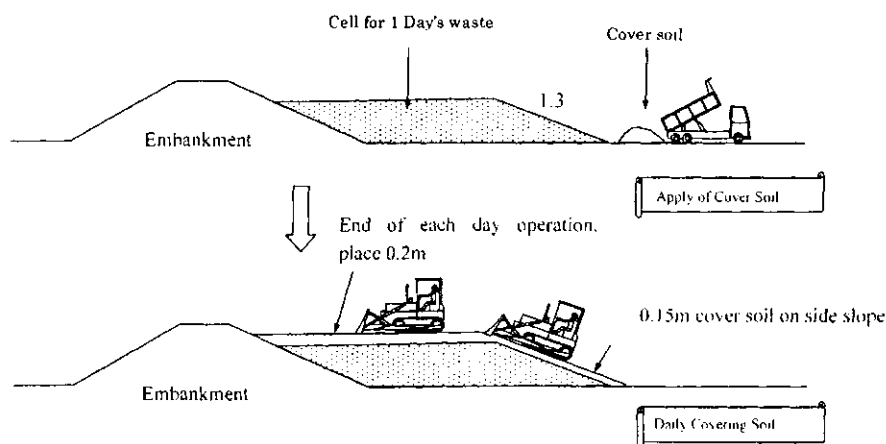 Cell for 1 Day's waste
Cover soil
1.3
Embankment
Apply of Cover Soil
End of each day operation,
place 0.2m
0.15m cover soil on side slope
Embankment
Daily Covering Soil